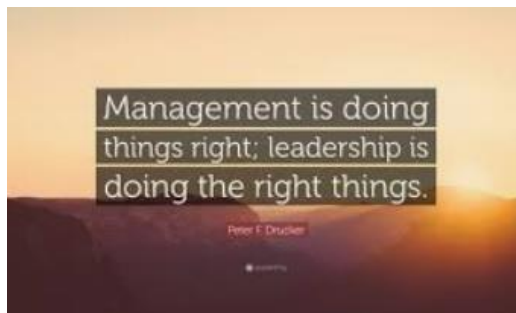 Management is doing
things right; leadership is
doing the right things.
Peter F. Drucker